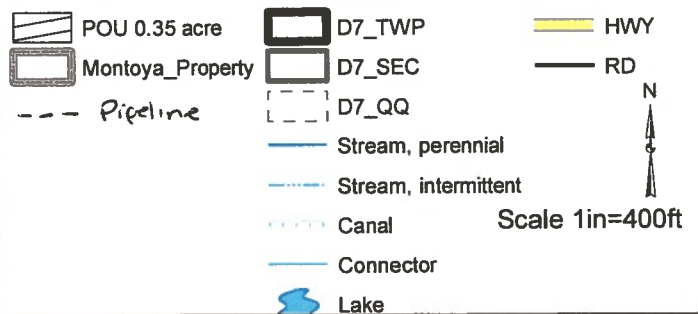 POU 0.35 acre
Montoya_Property
Pipeline
D7_TWP
D7_SEC
D7_QQ
Stream, perennial
Stream, intermittent
Canal
Connector
Lake
HWY
RD
N
Scale 1in=400ft